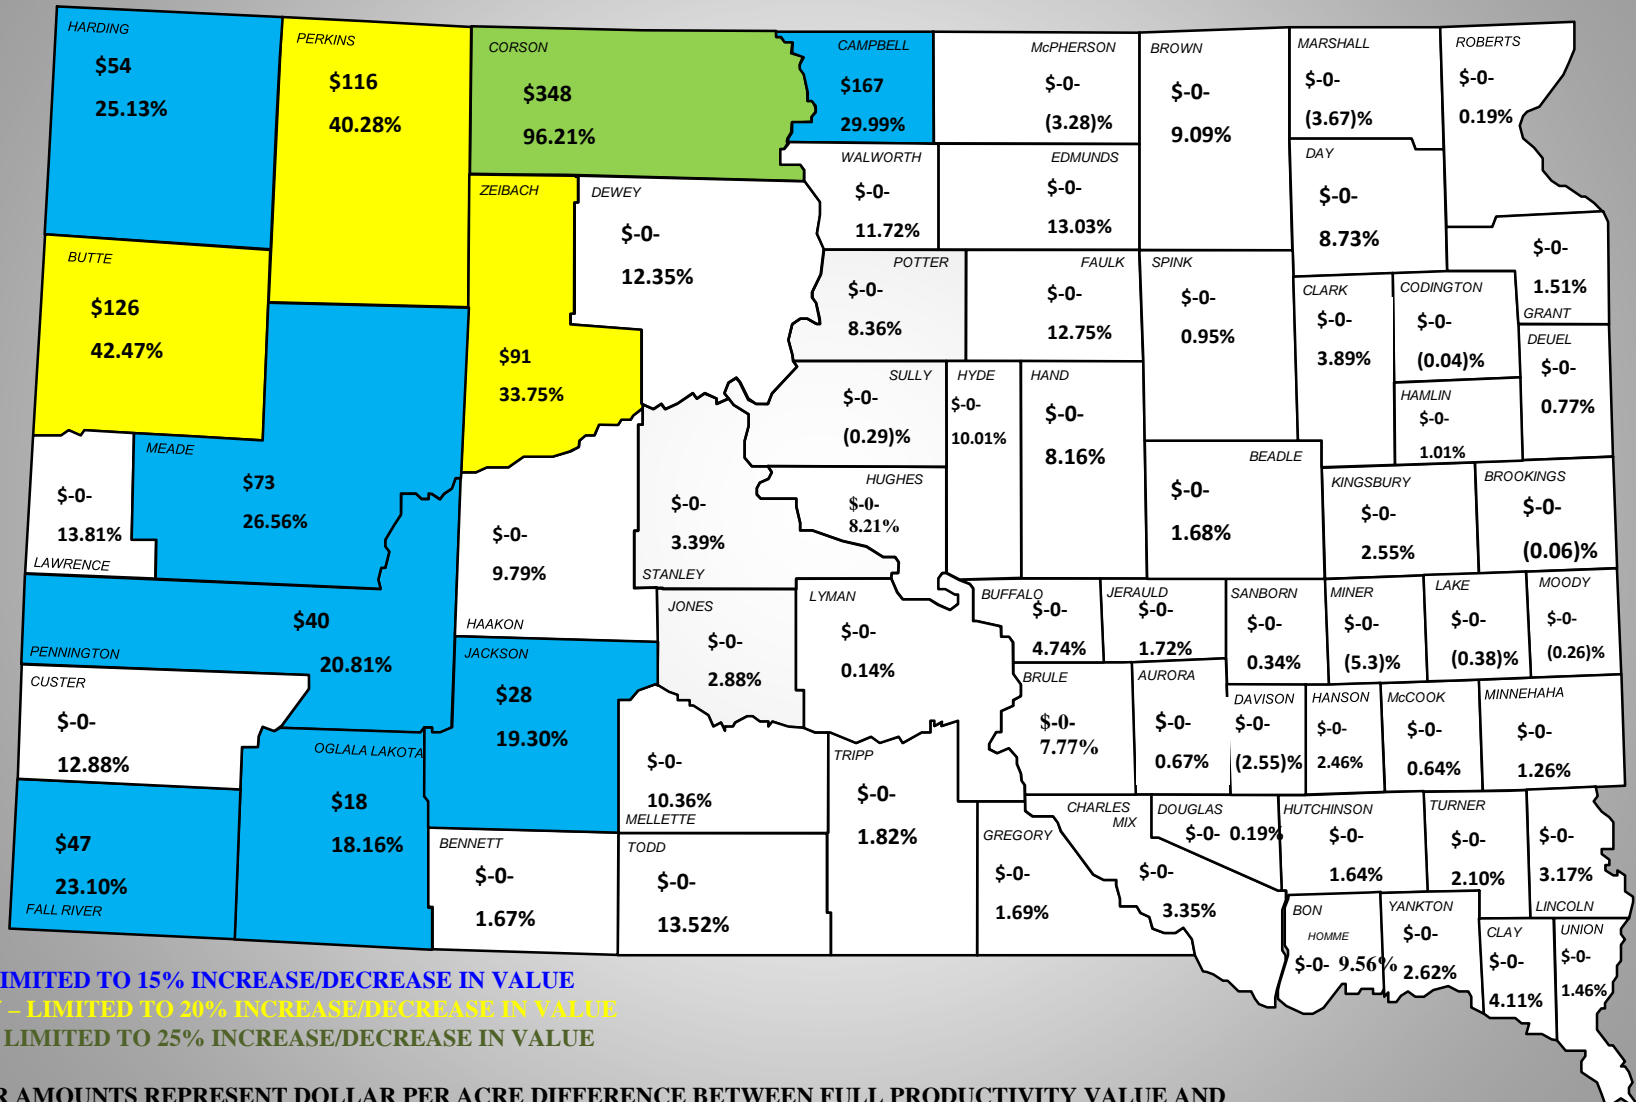 HARDING
$54
25.13%
PERKINS
$116
40.28%
CORSON
$348
96.21%
CAMPBELL
$167
29.99%
McPHERSON
$-0-
(3.28)%
BROWN
$-0-
9.09%
MARSHALL
$-0-
(3.67)%
ROBERTS
$-0-
0.19%
WALWORTH
$-0-
11.72%
EDMUNDS
$-0-
13.03%
DAY
$-0-
8.73%
ZEIBACH
$91
33.75%
DEWEY
$-0-
12.35%
BUTTE
$126
42.47%
POTTER
$-0-
8.36%
FAULK
$-0-
12.75%
SPINK
$-0-
0.95%
CLARK
$-0-
3.89%
CODINGTON
$-0-
(0.04)%
$-0-
1.51%
GRANT
DEUEL
$-0-
0.77%
SULLY
$-0-
(0.29)%
HYDE
$-0-
10.01%
HAND
$-0-
8.16%
HAMLIN
$-0-
1.01%
MEADE
$73
26.56%
$-0-
13.81%
LAWRENCE
$-0-
9.79%
HAAKON
$-0-
3.39%
STANLEY
HUGHES
$-0-
8.21%
BEADLE
$-0-
1.68%
KINGSBURY
$-0-
2.55%
BROOKINGS
$-0-
(0.06)%
$40
20.81%
PENNINGTON
JONES
$-0-
2.88%
LYMAN
$-0-
0.14%
BUFFALO
$-0-
4.74%
JERAULD
$-0-
1.72%
SANBORN
$-0-
0.34%
MINER
$-0-
(5.3)%
LAKE
$-0-
(0.38)%
MOODY
$-0-
(0.26)%
CUSTER
$-0-
12.88%
JACKSON
$28
19.30%
BRULE
$-0-
7.77%
AURORA
$-0-
0.67%
DAVISON
$-0-
(2.55)%
HANSON
$-0-
2.46%
McCOOK
$-0-
0.64%
MINNEHAHA
$-0-
1.26%
OGLALA LAKOTA
$18
18.16%
$-0-
10.36%
MELLETTE
TRIPP
$-0-
1.82%
$47
23.10%
FALL RIVER
BENNETT
$-0-
1.67%
TODD
$-0-
13.52%
GREGORY
$-0-
1.69%
CHARLES
MIX
$-0-
3.35%
DOUGLAS
$-0- 0.19%
HUTCHINSON
$-0-
1.64%
TURNER
$-0-
2.10%
$-0-
3.17%
LINCOLN
BON
HOMME
$-0- 9.56%
YANKTON
$-0-
2.62%
CLAY
$-0-
4.11%
UNION
$-0-
1.46%
IMITED TO 15% INCREASE/DECREASE IN VALUE
– LIMITED TO 20% INCREASE/DECREASE IN VALUE
LIMITED TO 25% INCREASE/DECREASE IN VALUE
R AMOUNTS REPRESENT DOLLAR PER ACRE DIFFERENCE BETWEEN FULL PRODUCTIVITY VALUE AND